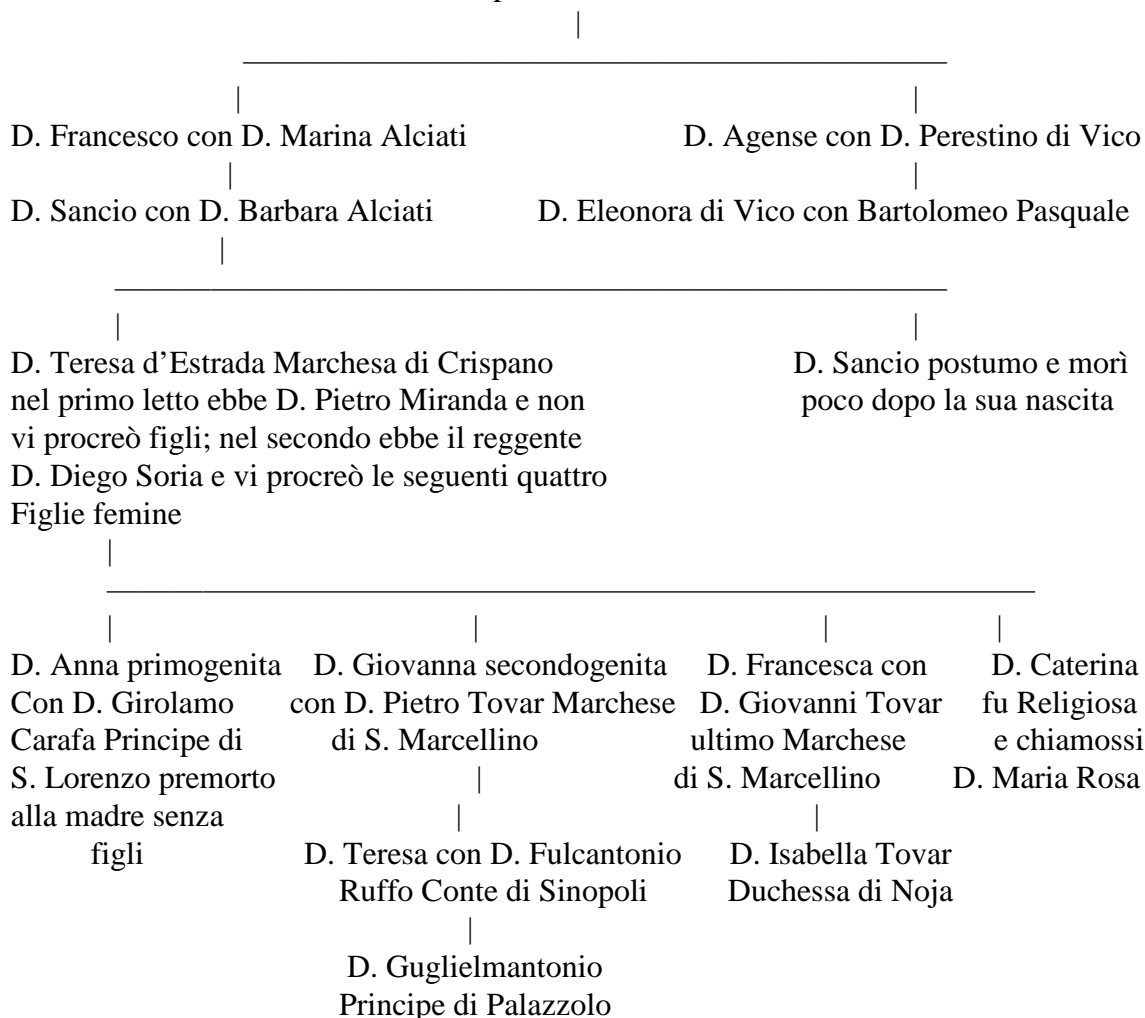 D. Francesco con D. Marina Alciati D. Agense con D. Perestino di Vico
D. Sancio con D. Barbara Alciati D. Eleonora di Vico con Bartolomeo Pasquale
D. Teresa d’Estrada Marchesa di Crispano
nel primo letto ebbe D. Pietro Miranda e non
vi procreò figli; nel secondo ebbe il reggente
D. Diego Soria e vi procreò le seguenti quattro
Figlie femine
D. Sancio postumo e morì
poco dopo la sua nascita
D. Anna primogenita
Con D. Girolamo
Carafa Principe di
S. Lorenzo premorto
alla madre senza
figli
D. Giovanna secondogenita
con D. Pietro Tovar Marchese
di S. Marcellino
D. Francesca con
D. Giovanni Tovar
ultimo Marchese
di S. Marcellino
D. Caterina
fu Religiosa
e chiamossi
D. Maria Rosa
D. Teresa con D. Fulcantonio
Ruffo Conte di Sinopoli
D. Isabella Tovar
Duchessa di Noja
D. Guglielmantonio
Principe di Palazzolo